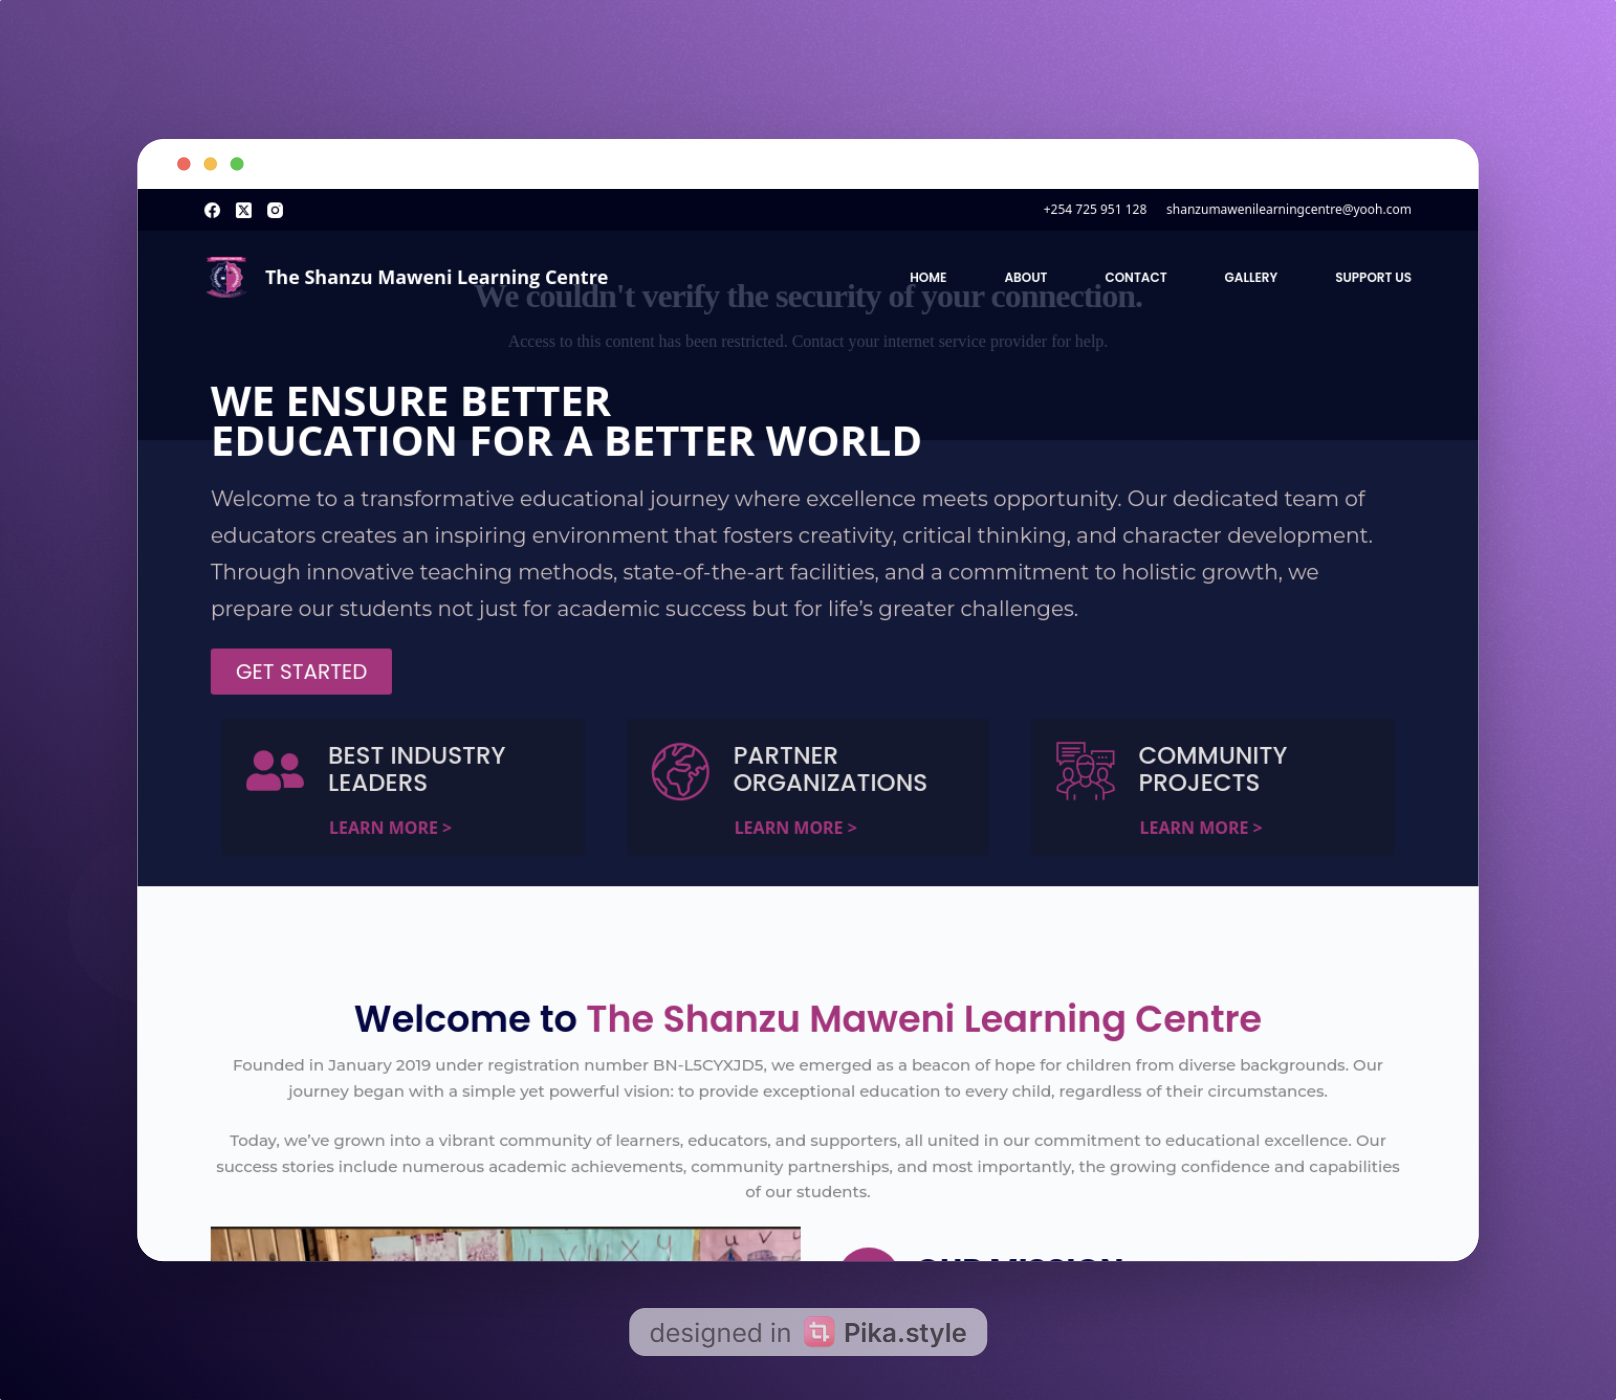 +254 725 951 128 shanzumawenilearningcentre@yooh.com
The Shanzu Maweni Learning Centre HOME ABOUT CONTACT GALLERY SUPPORT US
We couldn't verify the security of your connection.
Access to this content has been restricted. Contact your internet service provider for help.
WE ENSURE BETTER
EDUCATION FOR A BETTER WORLD
Welcome to a transformative educational journey where excellence meets opportunity. Our dedicated team of
educators creates an inspiring environment that fosters creativity, critical thinking, and character development.
Through innovative teaching methods, state-of-the-art facilities, and a commitment to holistic growth, we
prepare our students not just for academic success but for life’s greater challenges.
GET STARTED
BEST INDUSTRY
LEADERS
LEARN MORE >
PARTNER
ORGANIZATIONS
LEARN MORE >
COMMUNITY
PROJECTS
LEARN MORE >
Welcome to The Shanzu Maweni Learning Centre
Founded in January 2019 under registration number BN-L5CYXJD5, we emerged as a beacon of hope for children from diverse backgrounds. Our
journey began with a simple yet powerful vision: to provide exceptional education to every child, regardless of their circumstances.
Today, we’ve grown into a vibrant community of learners, educators, and supporters, all united in our commitment to educational excellence. Our
success stories include numerous academic achievements, community partnerships, and most importantly, the growing confidence and capabilities
of our students.
OUR MISSION
designed in Pika.style